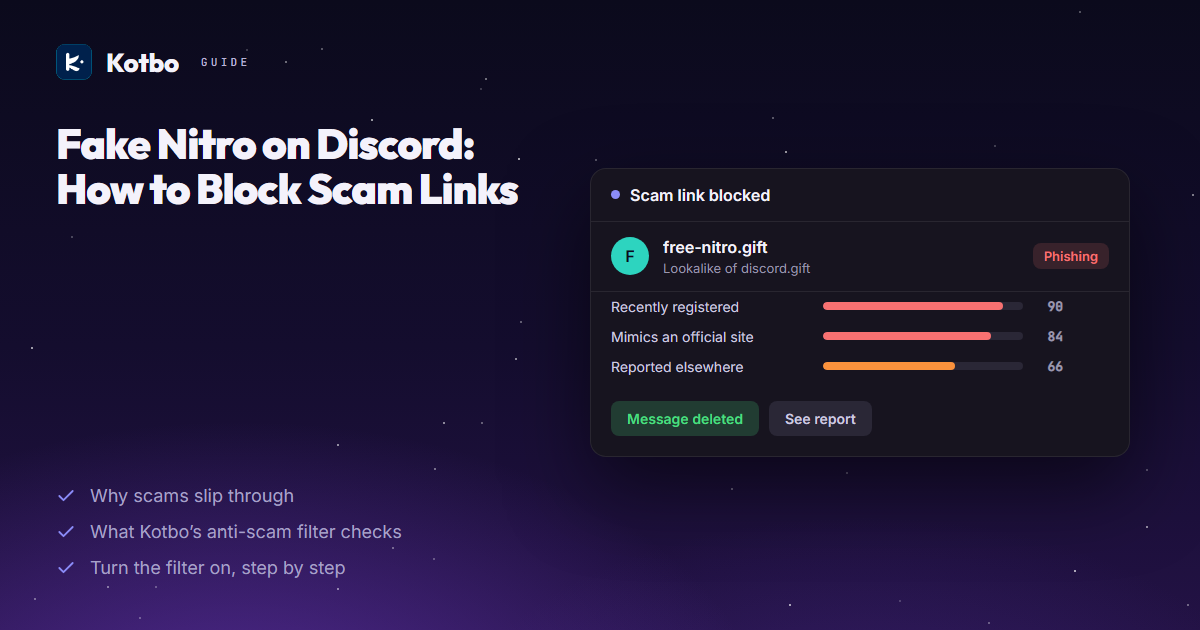 Kotbo GUIDE
Fake Nitro on Discord:
How to Block Scam Links
Scam link blocked
F
free-nitro.gift
Lookalike of discord.gift
Phishing
Recently registered 90
Mimics an official site 84
Reported elsewhere 66
Message deleted See report
Why scams slip through
What Kotbo’s anti-scam filter checks
Turn the filter on, step by step